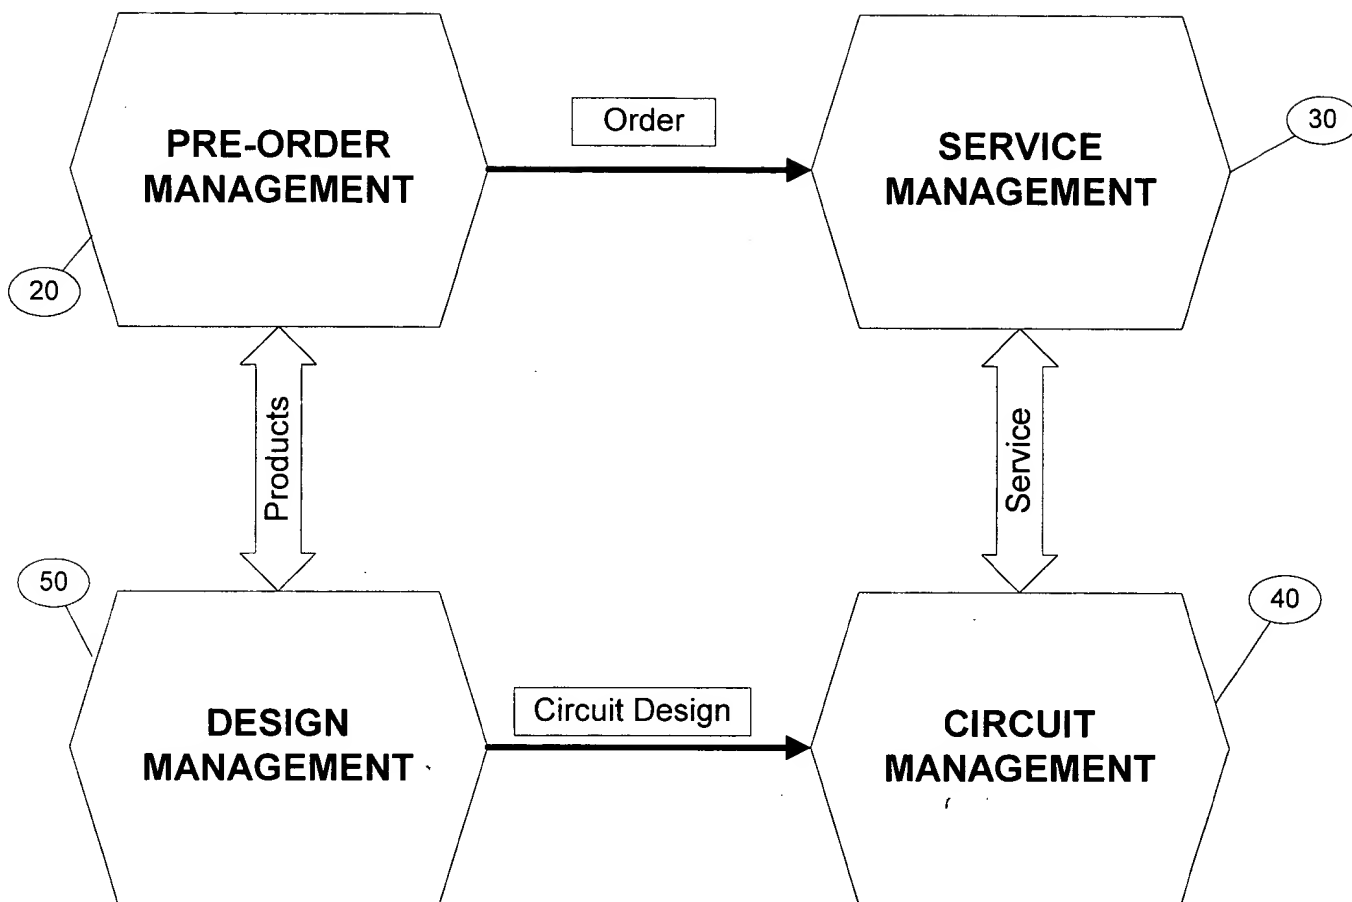 Order
PRE-ORDER
MANAGEMENT
SERVICE
MANAGEMENT
30
20
Products
Service
50
40
Circuit Design
DESIGN
MANAGEMENT
CIRCUIT
MANAGEMENT